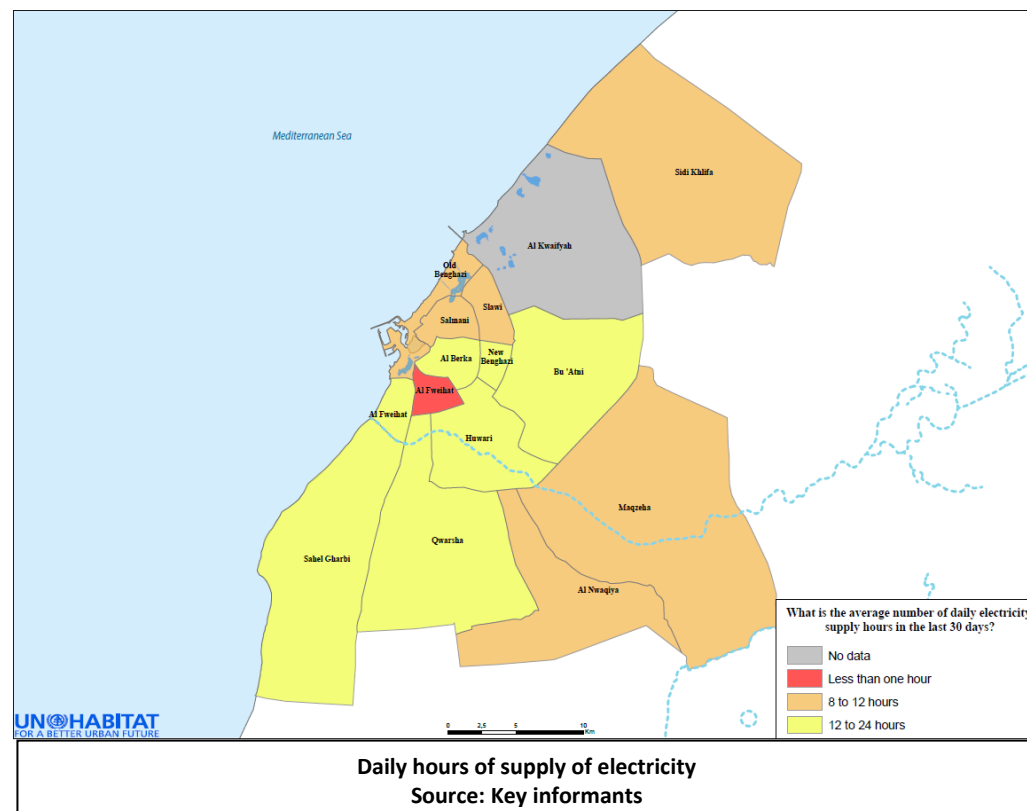 Mediterranean Sea
Sidi Khlifa
Al Kwaifyah
Old
Benghazi
Slawi
Salmani
Al Berka
New
Benghazi
Bu 'Atni
Al Fweihat
Al Fweihat
Huwari
Maqzeha
Qwarsha
Sahel Gharbi
Al Nwaqiya
What is the average number of daily electricity
supply hours in the last 30 days?
No data
Less than one hour
8 to 12 hours
12 to 24 hours
0 2,5 5 10
Km
UN HABITAT
FOR A BETTER URBAN FUTURE
Daily hours of supply of electricity
Source: Key informants